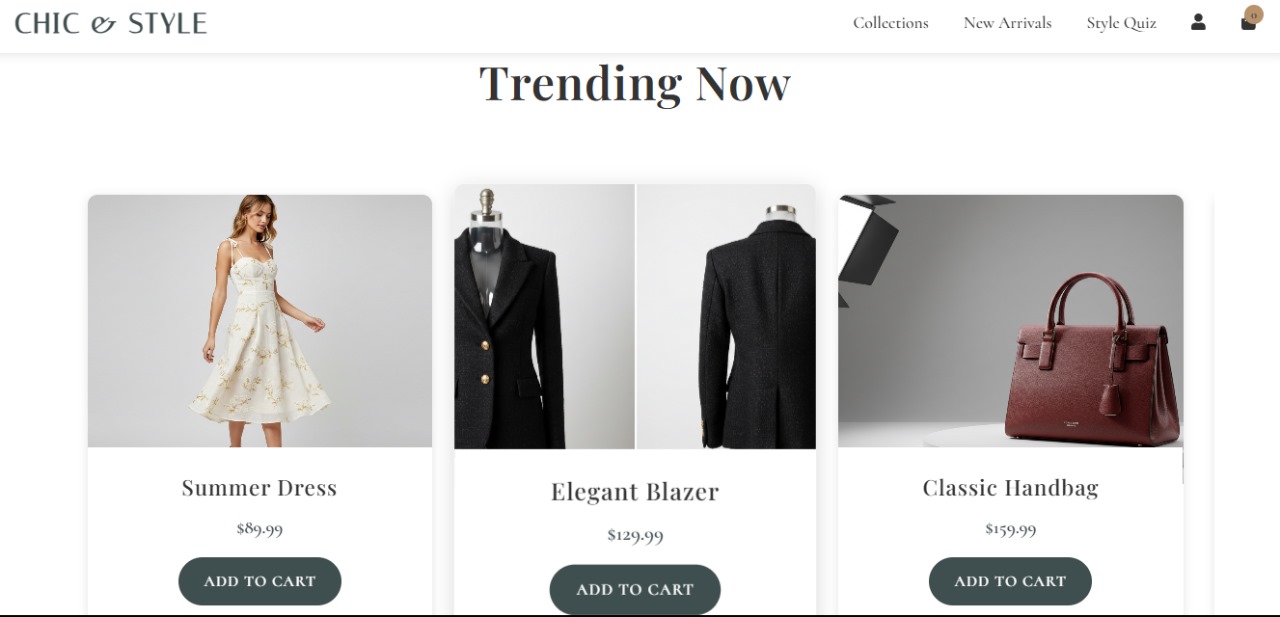 CHIC & STYLE
Collections New Arrivals Style Quiz 0
Trending Now
Summer Dress
$89.99
ADD TO CART
Elegant Blazer
$129.99
ADD TO CART
Classic Handbag
$159.99
ADD TO CART